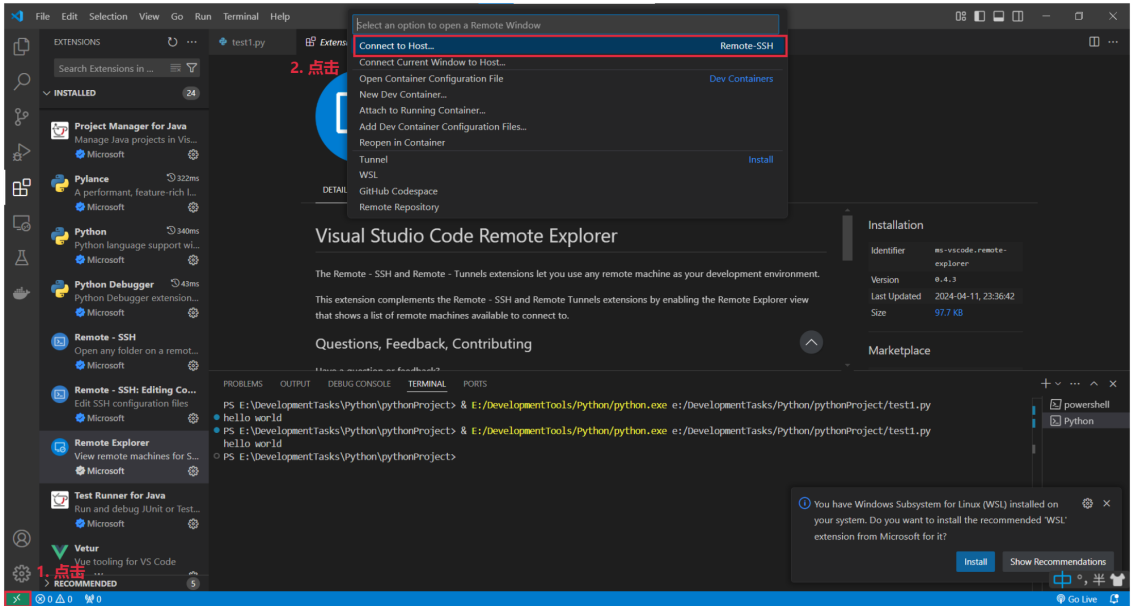 File Edit Selection View Go Run Terminal Help
Select an option to open a Remote Window
Connect to Host... Remote-SSH
Connect Current Window to Host...
Open Container Configuration File Dev Containers
New Dev Container...
Attach to Running Container...
Add Dev Container Configuration Files...
Reopen in Container
Tunnel Install
WSL
GitHub Codespace
Remote Repository
2. 点击
EXTENSIONS
test1.py
Extensi
Search Extensions in ...
INSTALLED 24
Project Manager for Java
Manage Java projects in Vis...
Microsoft
Pylance 322ms
A performant, feature-rich l...
Microsoft
Python 340ms
Python language support wi...
Microsoft
Python Debugger 43ms
Python Debugger extension...
Microsoft
Remote - SSH
Open any folder on a remot...
Microsoft
Remote - SSH: Editing Co...
Edit SSH configuration files
Microsoft
Remote Explorer
View remote machines for S...
Microsoft
Test Runner for Java
Run and debug JUnit or Test...
Microsoft
Vetur
Vue tooling for VS Code
1. 点击
RECOMMENDED 5
DETAIL
Visual Studio Code Remote Explorer
The Remote - SSH and Remote - Tunnels extensions let you use any remote machine as your development environment.
This extension complements the Remote - SSH and Remote Tunnels extensions by enabling the Remote Explorer view
that shows a list of remote machines available to connect to.
Questions, Feedback, Contributing
Have a question or feedback?
Installation
Identifier ms-vscode.remote-
explorer
Version 0.4.3
Last Updated 2024-04-11, 23:36:42
Size 97.7 KB
Marketplace
PROBLEMS OUTPUT DEBUG CONSOLE TERMINAL PORTS
PS E:\DevelopmentTasks\Python\pythonProject> & E:/DevelopmentTools/Python/python.exe e:/DevelopmentTasks/Python/pythonProject/test1.py
hello world
PS E:\DevelopmentTasks\Python\pythonProject> & E:/DevelopmentTools/Python/python.exe e:/DevelopmentTasks/Python/pythonProject/test1.py
hello world
PS E:\DevelopmentTasks\Python\pythonProject>
powershell
Python
You have Windows Subsystem for Linux (WSL) installed on
your system. Do you want to install the recommended 'WSL'
extension from Microsoft for it?
Install Show Recommendations
中 °, 半
0 0 0 Go Live